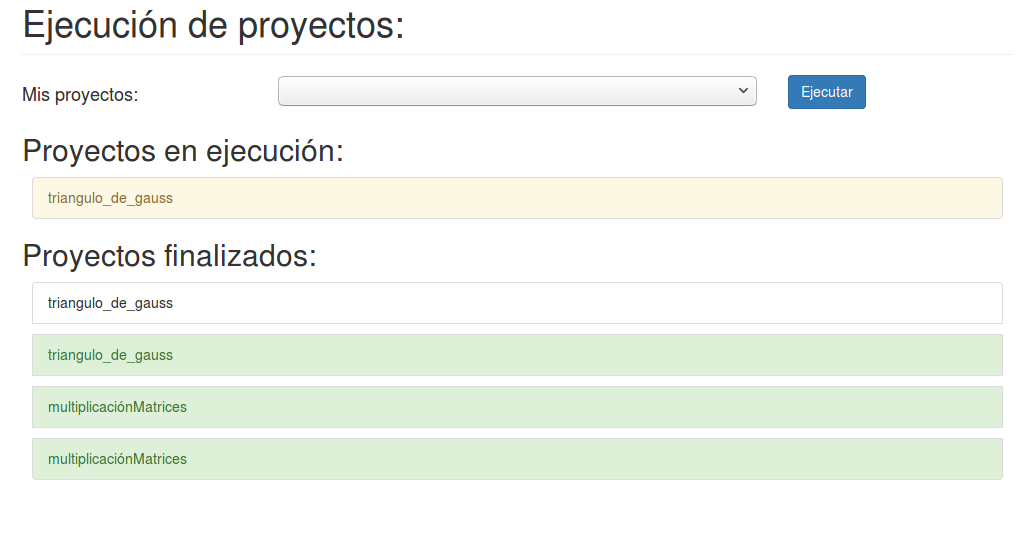 Ejecución de proyectos:
Mis proyectos:
Ejecutar
Proyectos en ejecución:
triangulo_de_gauss
Proyectos finalizados:
triangulo_de_gauss
triangulo_de_gauss
multiplicaciónMatrices
multiplicaciónMatrices